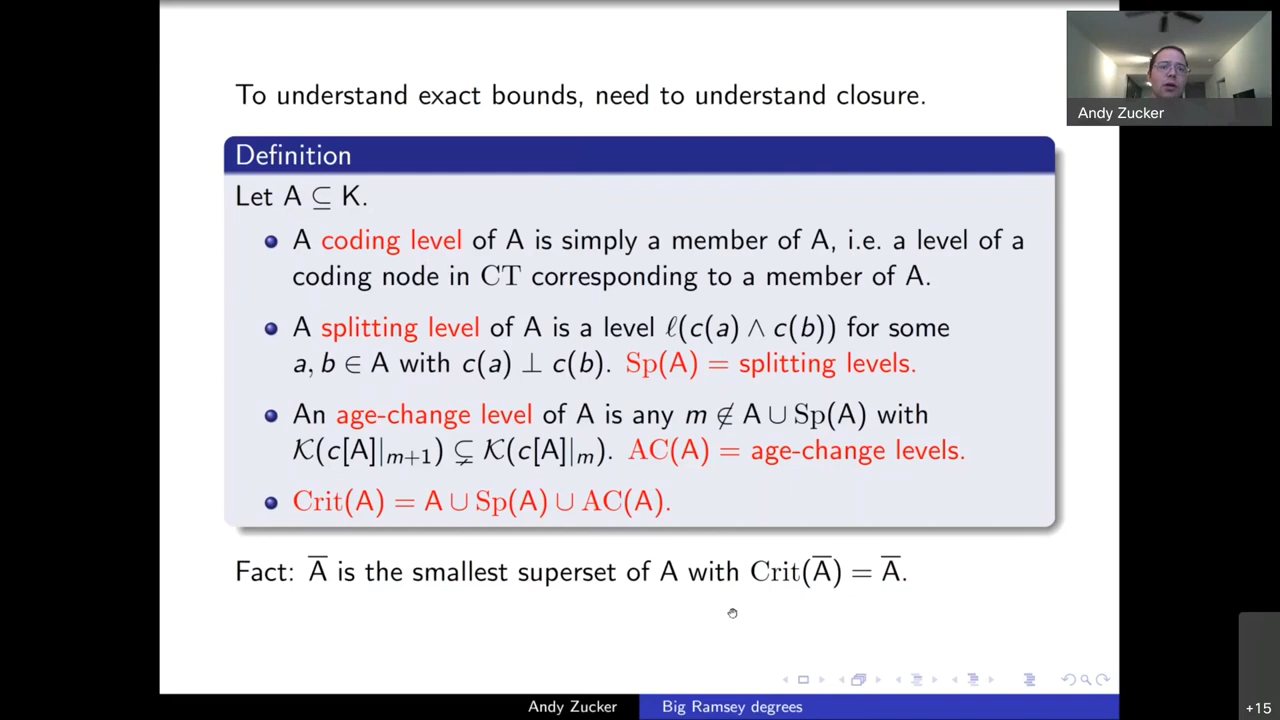 To understand exact bounds, need to understand closure.
Definition
Let A ⊆ K.
A coding level of A is simply a member of A, i.e. a level of a
coding node in CT corresponding to a member of A.
A splitting level of A is a level ℓ(c(a) ∧ c(b)) for some
a, b ∈ A with c(a) ⊥ c(b). Sp(A) = splitting levels.
An age-change level of A is any m ∉ A ∪ Sp(A) with
𝒦(c[A]|ₘ₊₁) ⊊ 𝒦(c[A]|ₘ). AC(A) = age-change levels.
Crit(A) = A ∪ Sp(A) ∪ AC(A).
Fact: A̅ is the smallest superset of A with Crit(A̅) = A̅.
Andy Zucker
Big Ramsey degrees
Andy Zucker
+15